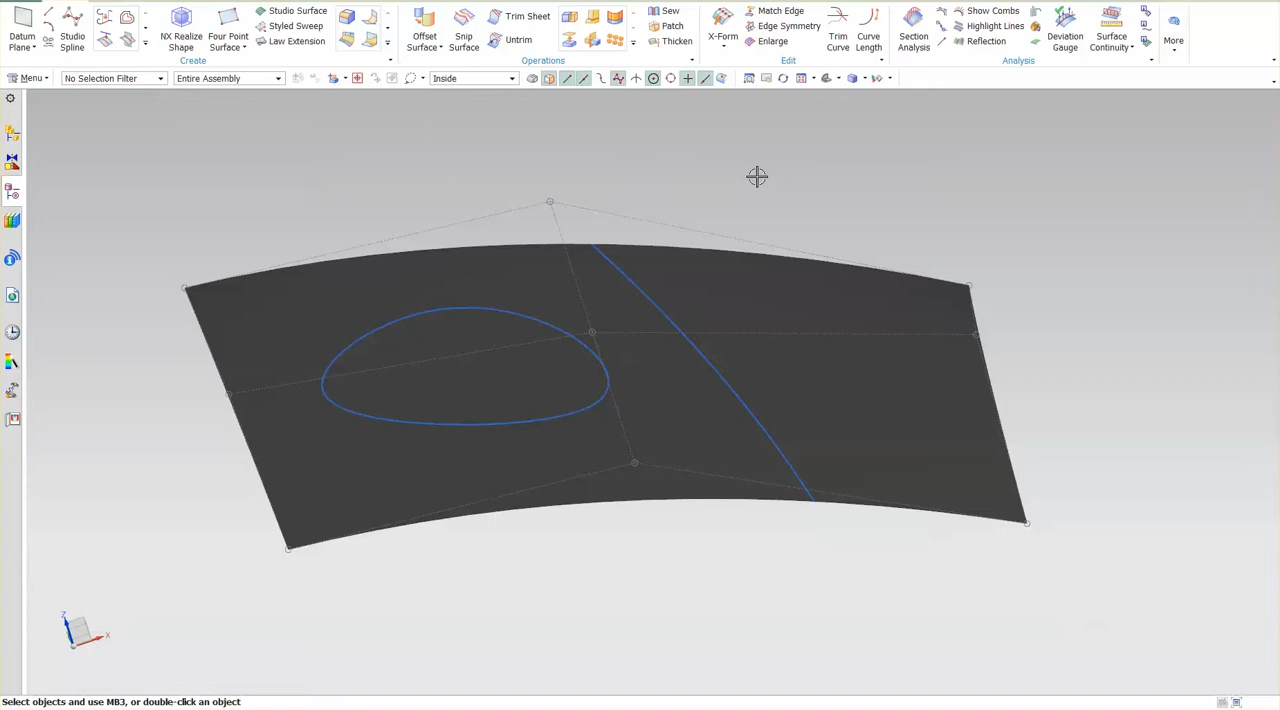 Datum
Plane
Studio
Spline
NX Realize
Shape
Four Point
Surface
Studio Surface
Styled Sweep
Law Extension
Create
Offset
Surface
Snip
Surface
Trim Sheet
Untrim
Sew
Patch
Thicken
Operations
X-Form
Match Edge
Edge Symmetry
Enlarge
Trim
Curve
Curve
Length
Edit
Section
Analysis
Show Combs
Highlight Lines
Reflection
Deviation
Gauge
Surface
Continuity
Analysis
More
Menu
No Selection Filter
Entire Assembly
Inside
Z
X
Select objects and use MB3, or double-click an object